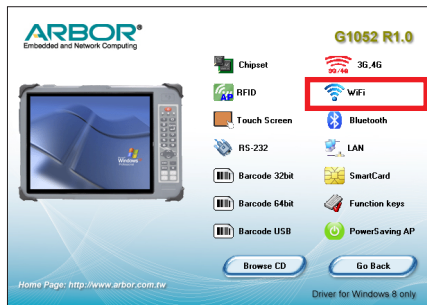 ARBOR®
Embedded and Network Computing
G1052 R1.0
Chipset
3G/4G
3G,4G
AP
RFID
WiFi
Touch Screen
Bluetooth
RS-232
LAN
Barcode 32bit
SmartCard
Barcode 64bit
Function keys
Barcode USB
PowerSaving AP
Windows
Browse CD
Go Back
Home Page: http://www.arbor.com.tw
Driver for Windows 8 only